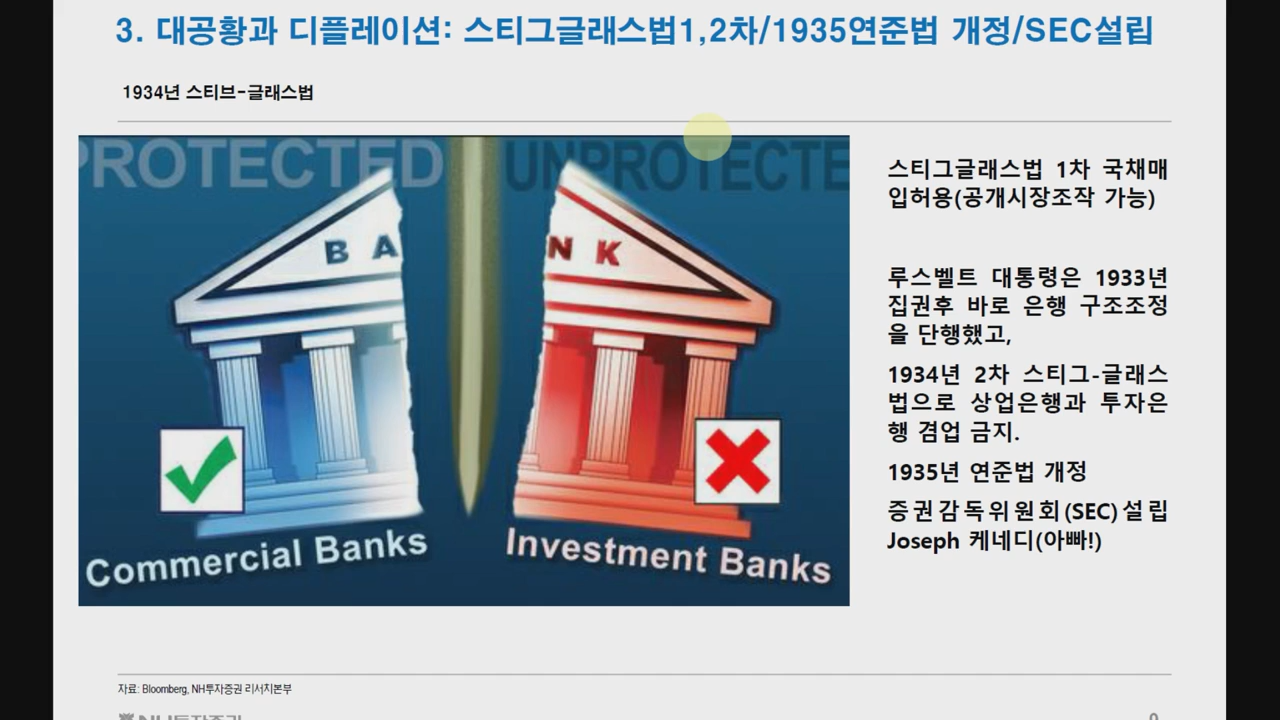 3. 대공황과 디플레이션: 스티그글래스법1,2차/1935연준법 개정/SEC설립
1934년 스티브-글래스법
PROTECTED
UNPROTECTE
B A
N K
Commercial Banks
Investment Banks
스티그글래스법 1차 국채매
입허용(공개시장조작 가능)
루스벨트 대통령은 1933년
집권후 바로 은행 구조조정
을 단행했고,
1934년 2차 스티그-글래스
법으로 상업은행과 투자은
행 겸업 금지.
1935년 연준법 개정
증권감독위원회(SEC)설립
Joseph 케네디(아빠!)
자료: Bloomberg, NH투자증권 리서치본부
NH투자증권
9